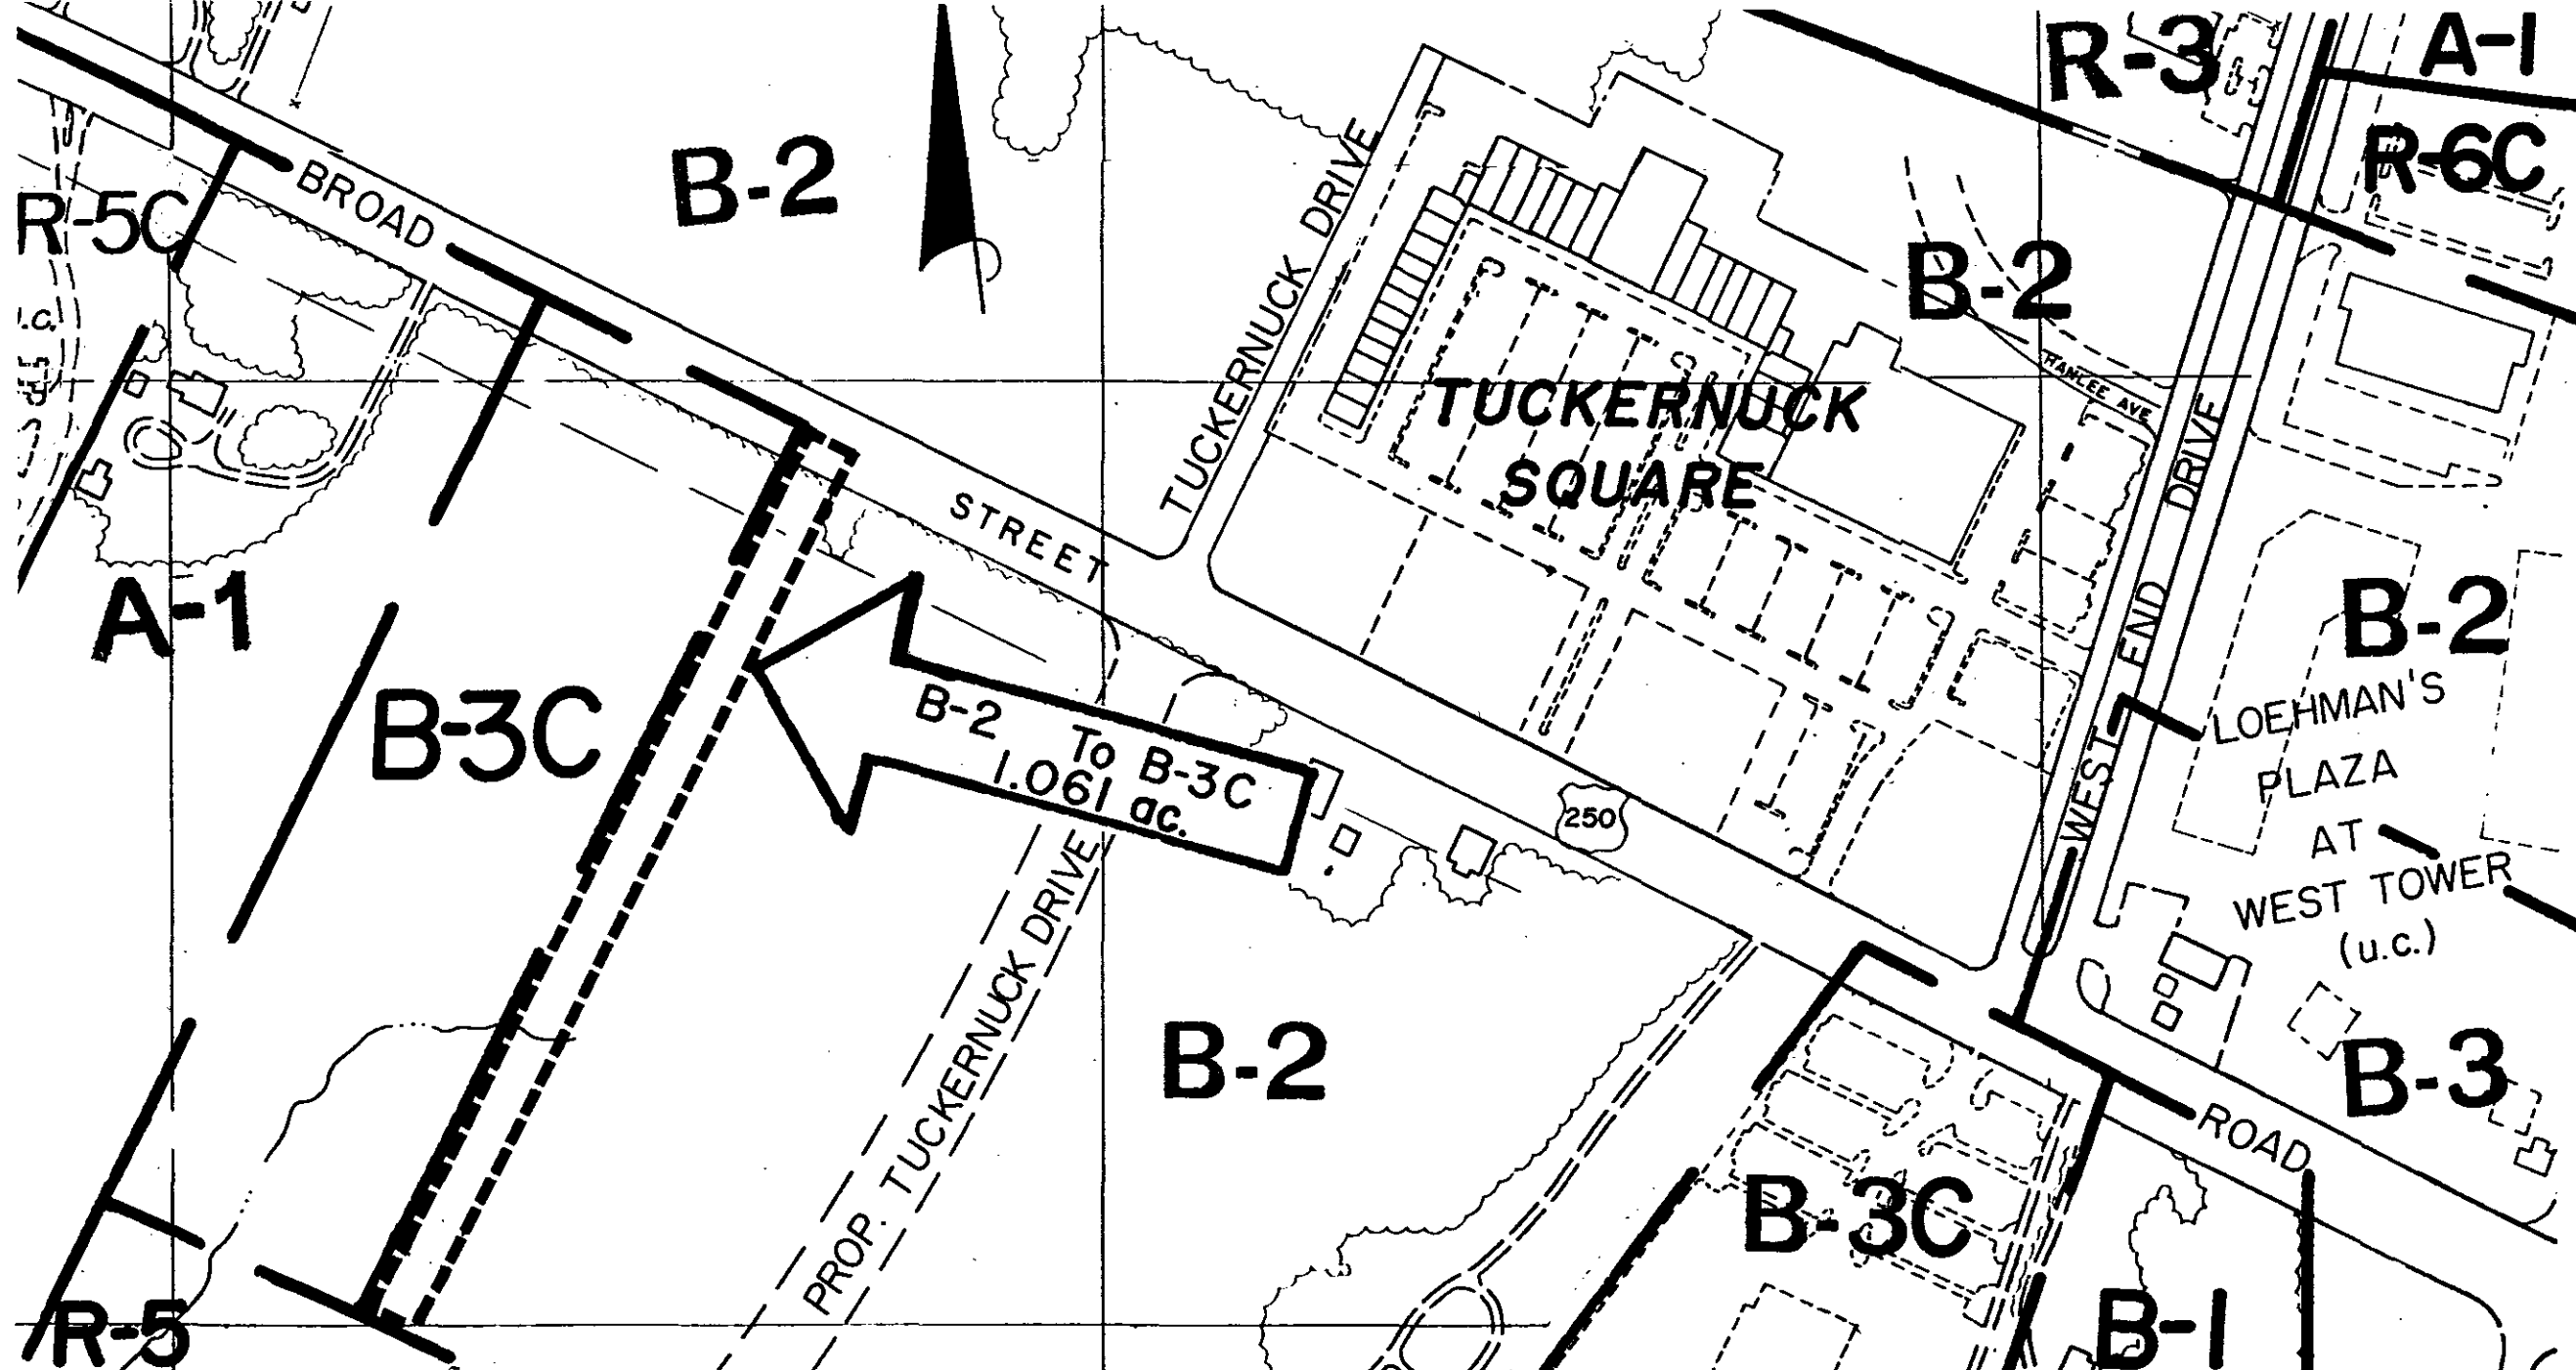 R-3
A-1
R-6C
B-2
R-5C
BROAD
STREET
TUCKERNUCK DRIVE
B-2
HANLEE AVE
TUCKERNUCK
SQUARE
WEST END DRIVE
A-1
B-2
LOEHMAN'S
PLAZA
AT
WEST TOWER
(u.c.)
B-3C
B-2 To B-3C
1.061 ac.
250
PROP. TUCKERNUCK DRIVE
B-2
B-3
ROAD
B-3C
R-5
B-1